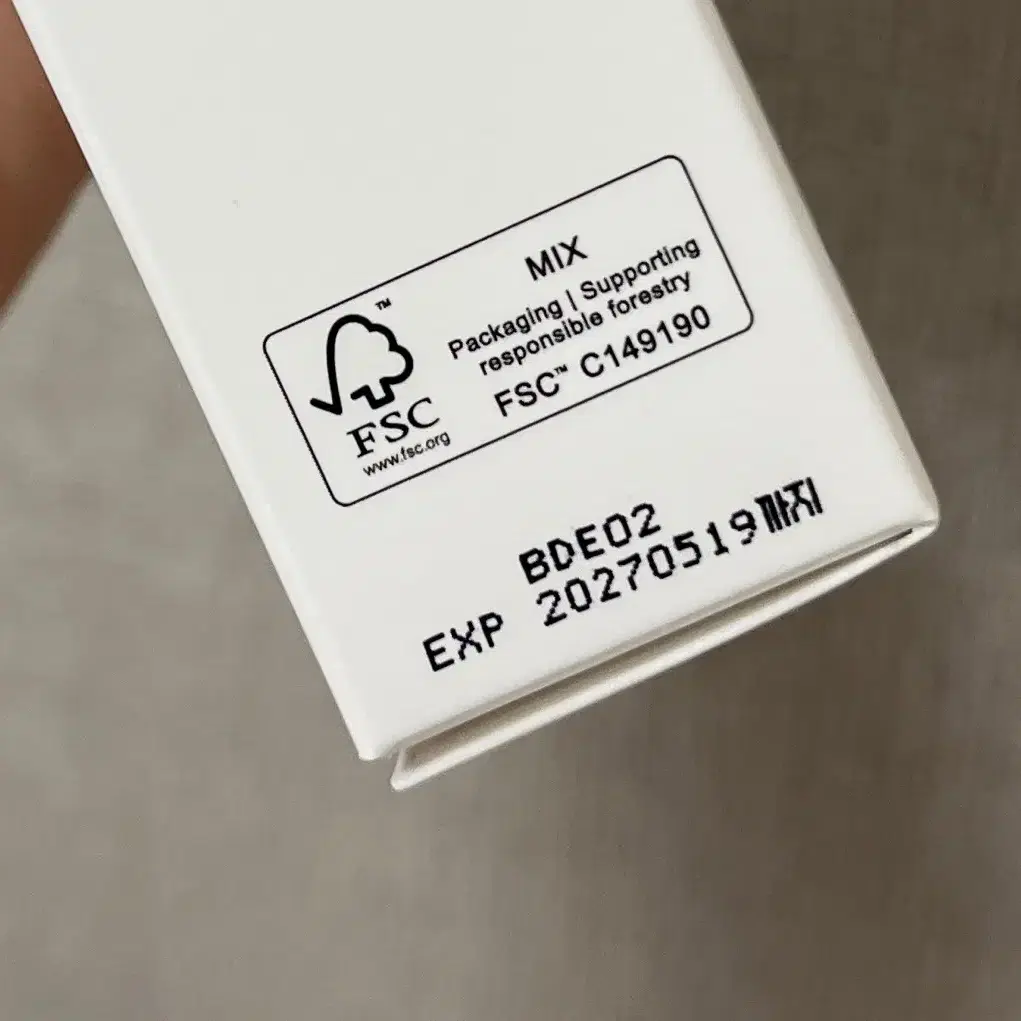 ™
FSC
www.fsc.org
MIX
Packaging | Supporting
responsible forestry
FSC™ C149190
BDE02
EXP 20270519까지